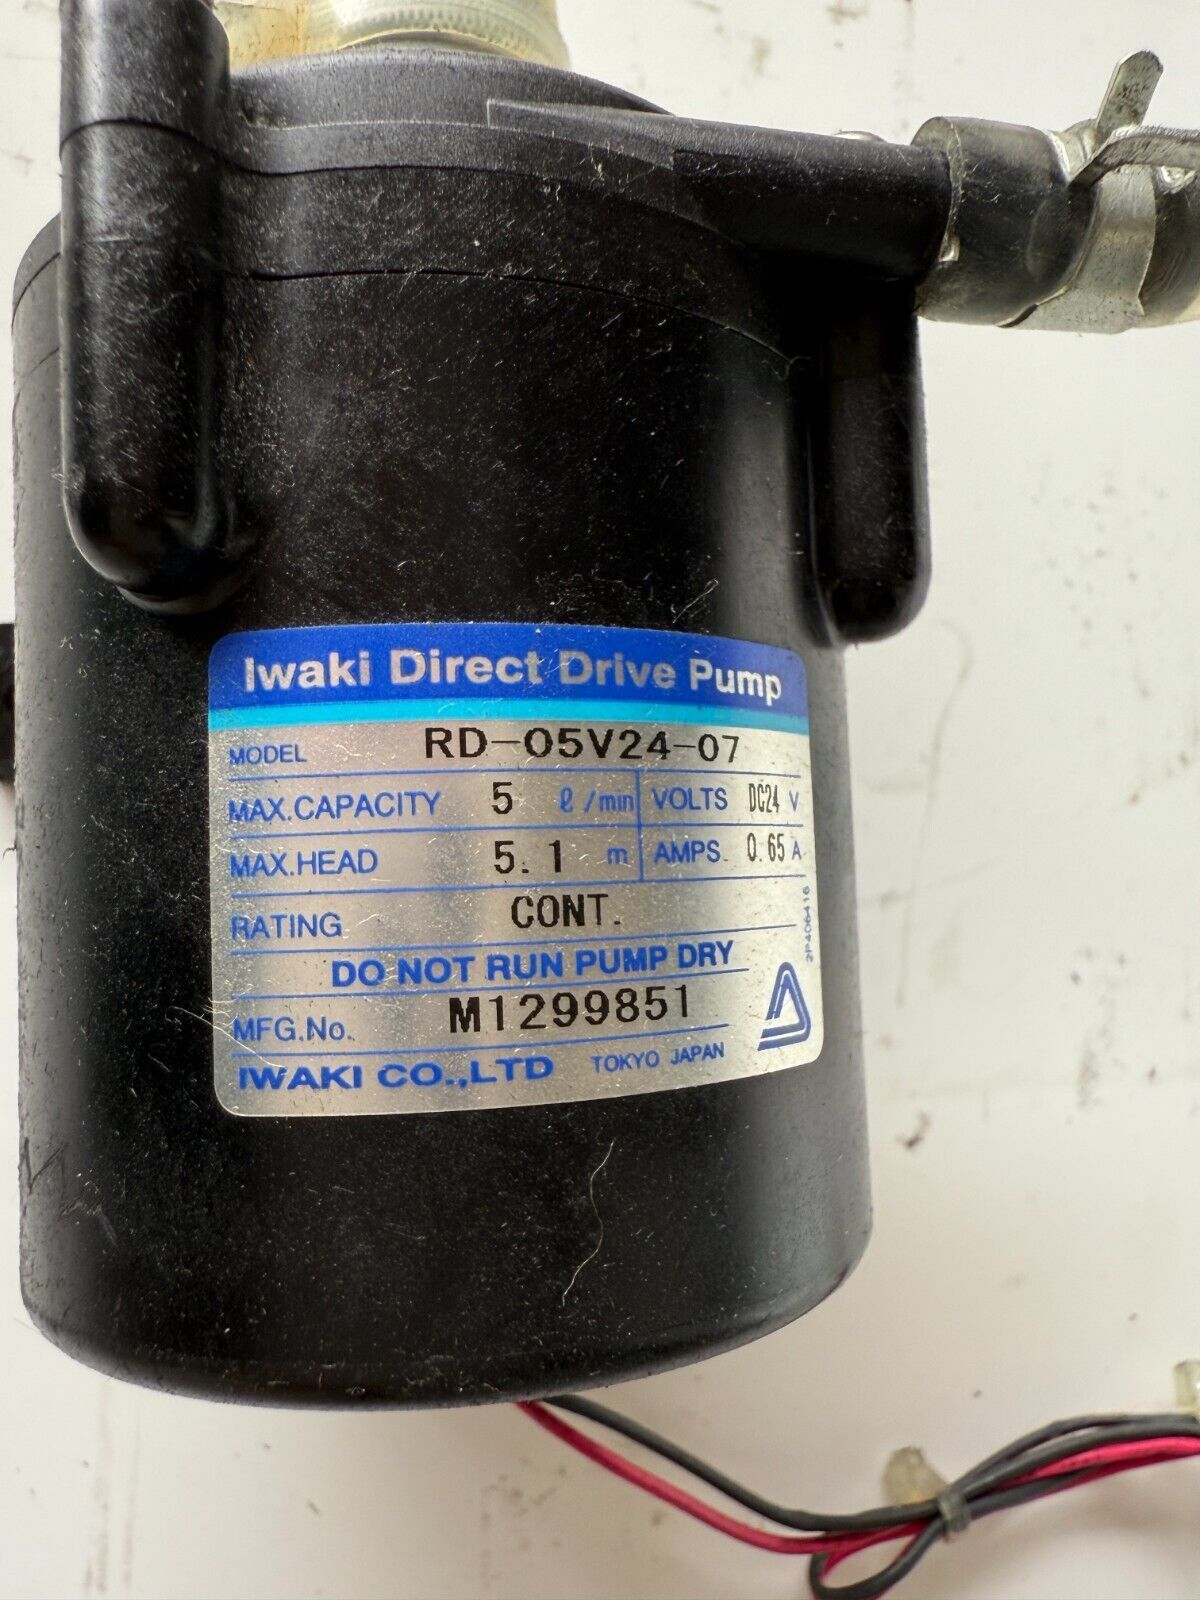 Iwaki Direct Drive Pump
MODEL RD-05V24-07
MAX.CAPACITY 5 ℓ/min VOLTS DC24 V
MAX.HEAD 5.1 m AMPS. 0.65 A
RATING CONT.
DO NOT RUN PUMP DRY
MFG.No. M1299851
IWAKI CO.,LTD TOKYO JAPAN
2P406416